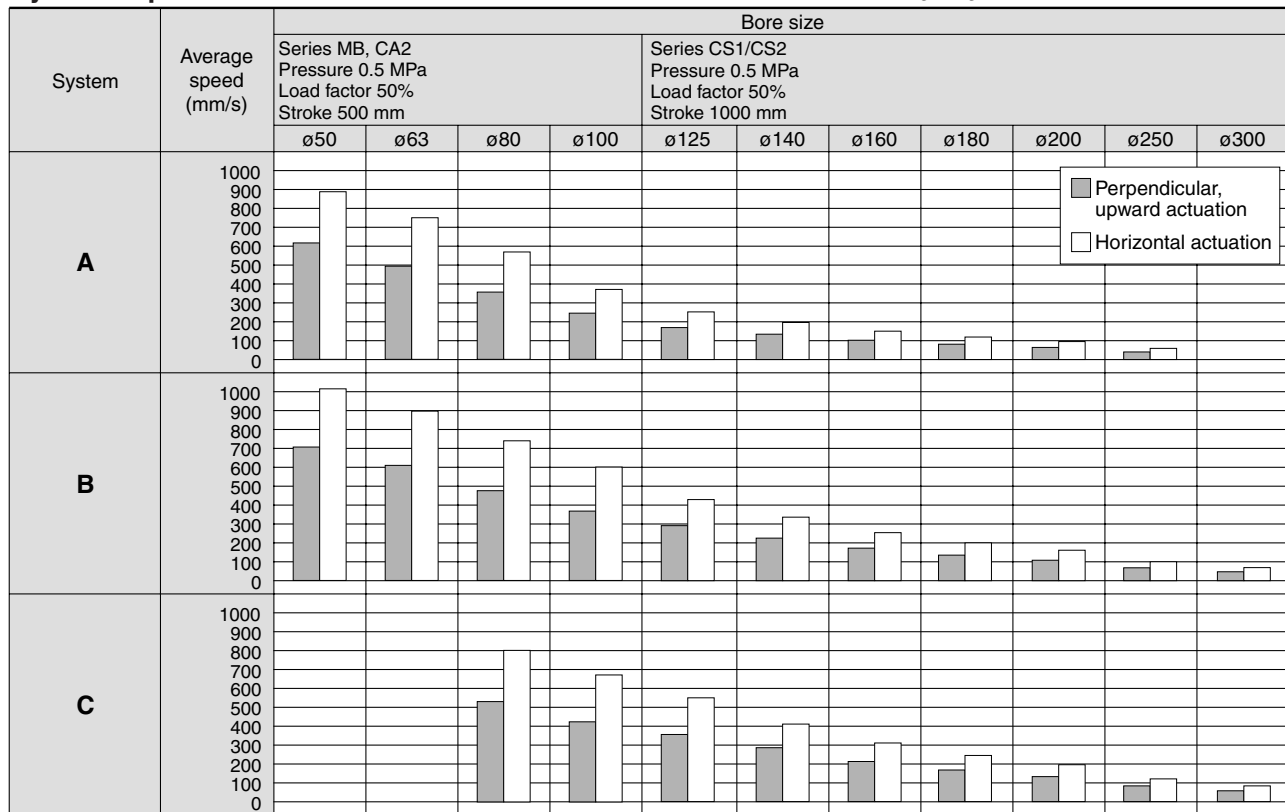 Bore size
System
Average
speed
(mm/s)
Series MB, CA2
Pressure 0.5 MPa
Load factor 50%
Stroke 500 mm
Series CS1/CS2
Pressure 0.5 MPa
Load factor 50%
Stroke 1000 mm
ø50 ø63 ø80 ø100 ø125 ø140 ø160 ø180 ø200 ø250 ø300
A
1000
900
800
700
600
500
400
300
200
100
0
Perpendicular,
upward actuation
Horizontal actuation
B
1000
900
800
700
600
500
400
300
200
100
0
C
1000
900
800
700
600
500
400
300
200
100
0